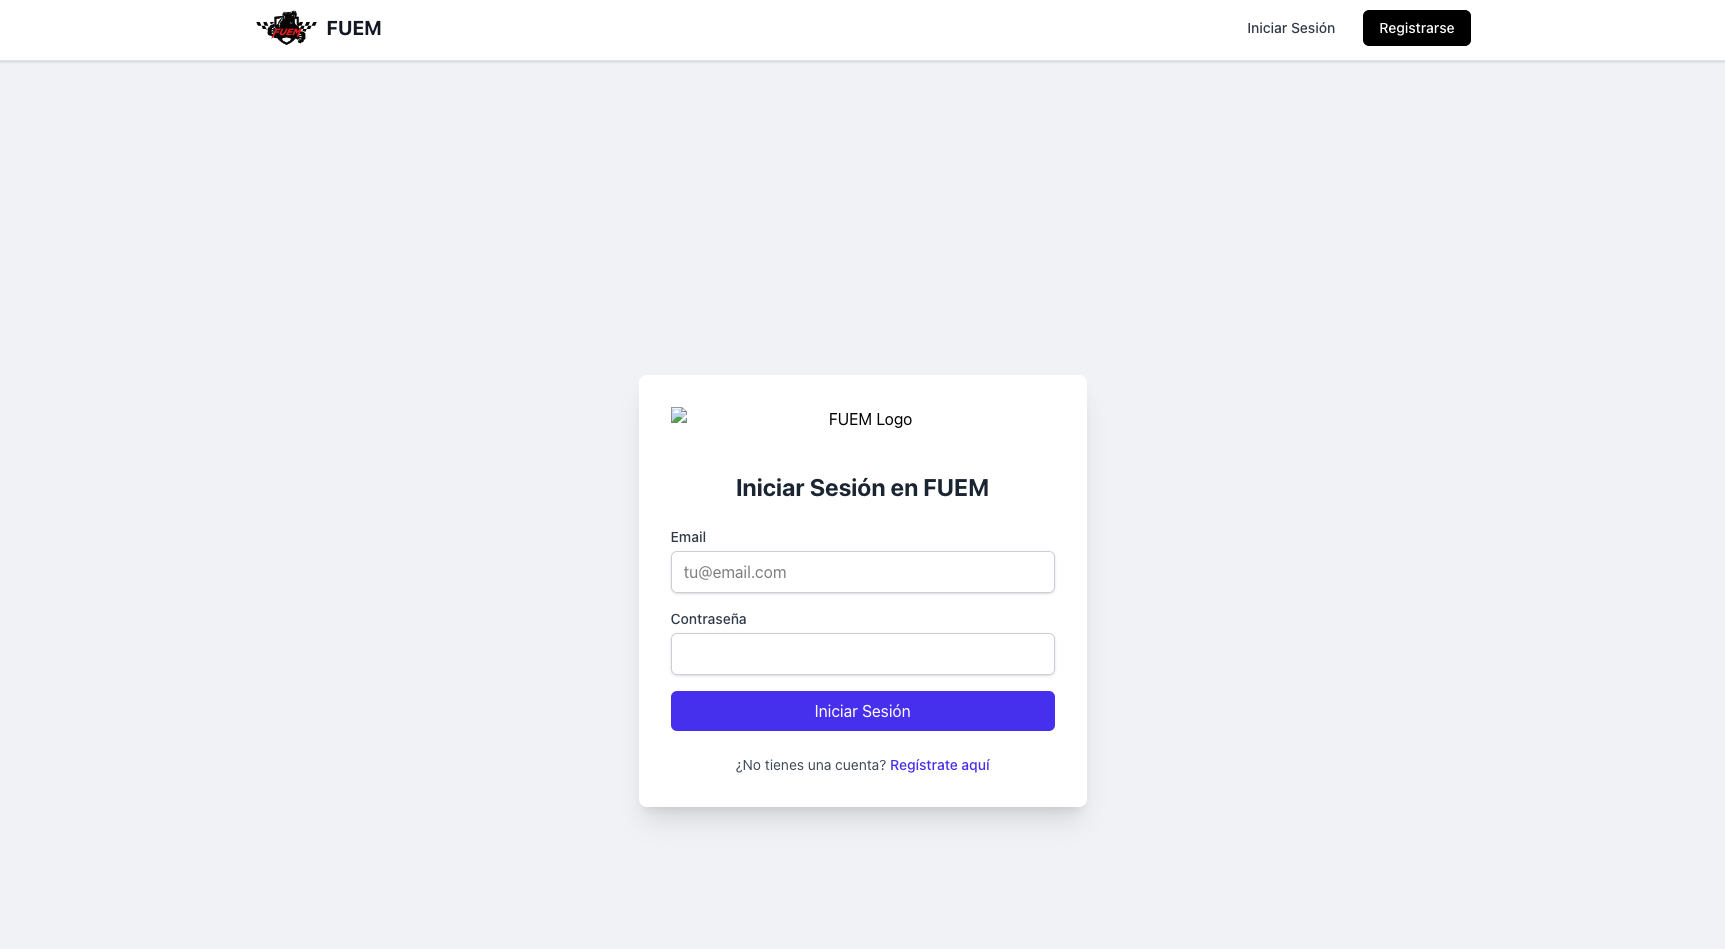 FUEM
FUEM
Iniciar Sesión
Registrarse
FUEM Logo
Iniciar Sesión en FUEM
Email
tu@email.com
Contraseña
Iniciar Sesión
¿No tienes una cuenta? Regístrate aquí